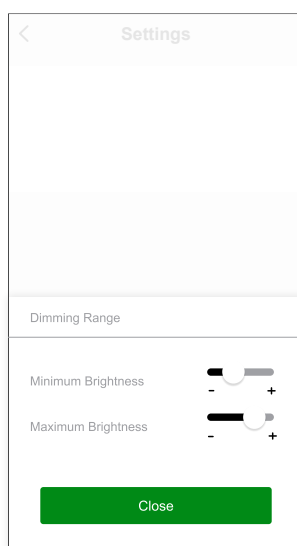 Settings
Dimming Range
Minimum Brightness
- +
Maximum Brightness
- +
Close